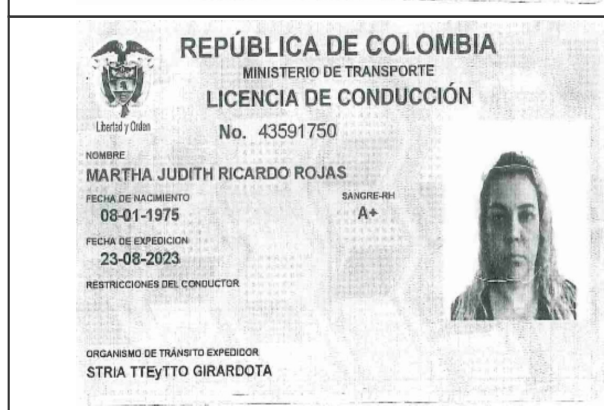 REPÚBLICA DE COLOMBIA
MINISTERIO DE TRANSPORTE
LICENCIA DE CONDUCCIÓN
Libertad y Orden
No. 43591750
NOMBRE
MARTHA JUDITH RICARDO ROJAS
FECHA DE NACIMIENTO
SANGRE-RH
08-01-1975
A+
FECHA DE EXPEDICION
23-08-2023
RESTRICCIONES DEL CONDUCTOR
ORGANISMO DE TRÁNSITO EXPEDIDOR
STRIA TTEyTTO GIRARDOTA